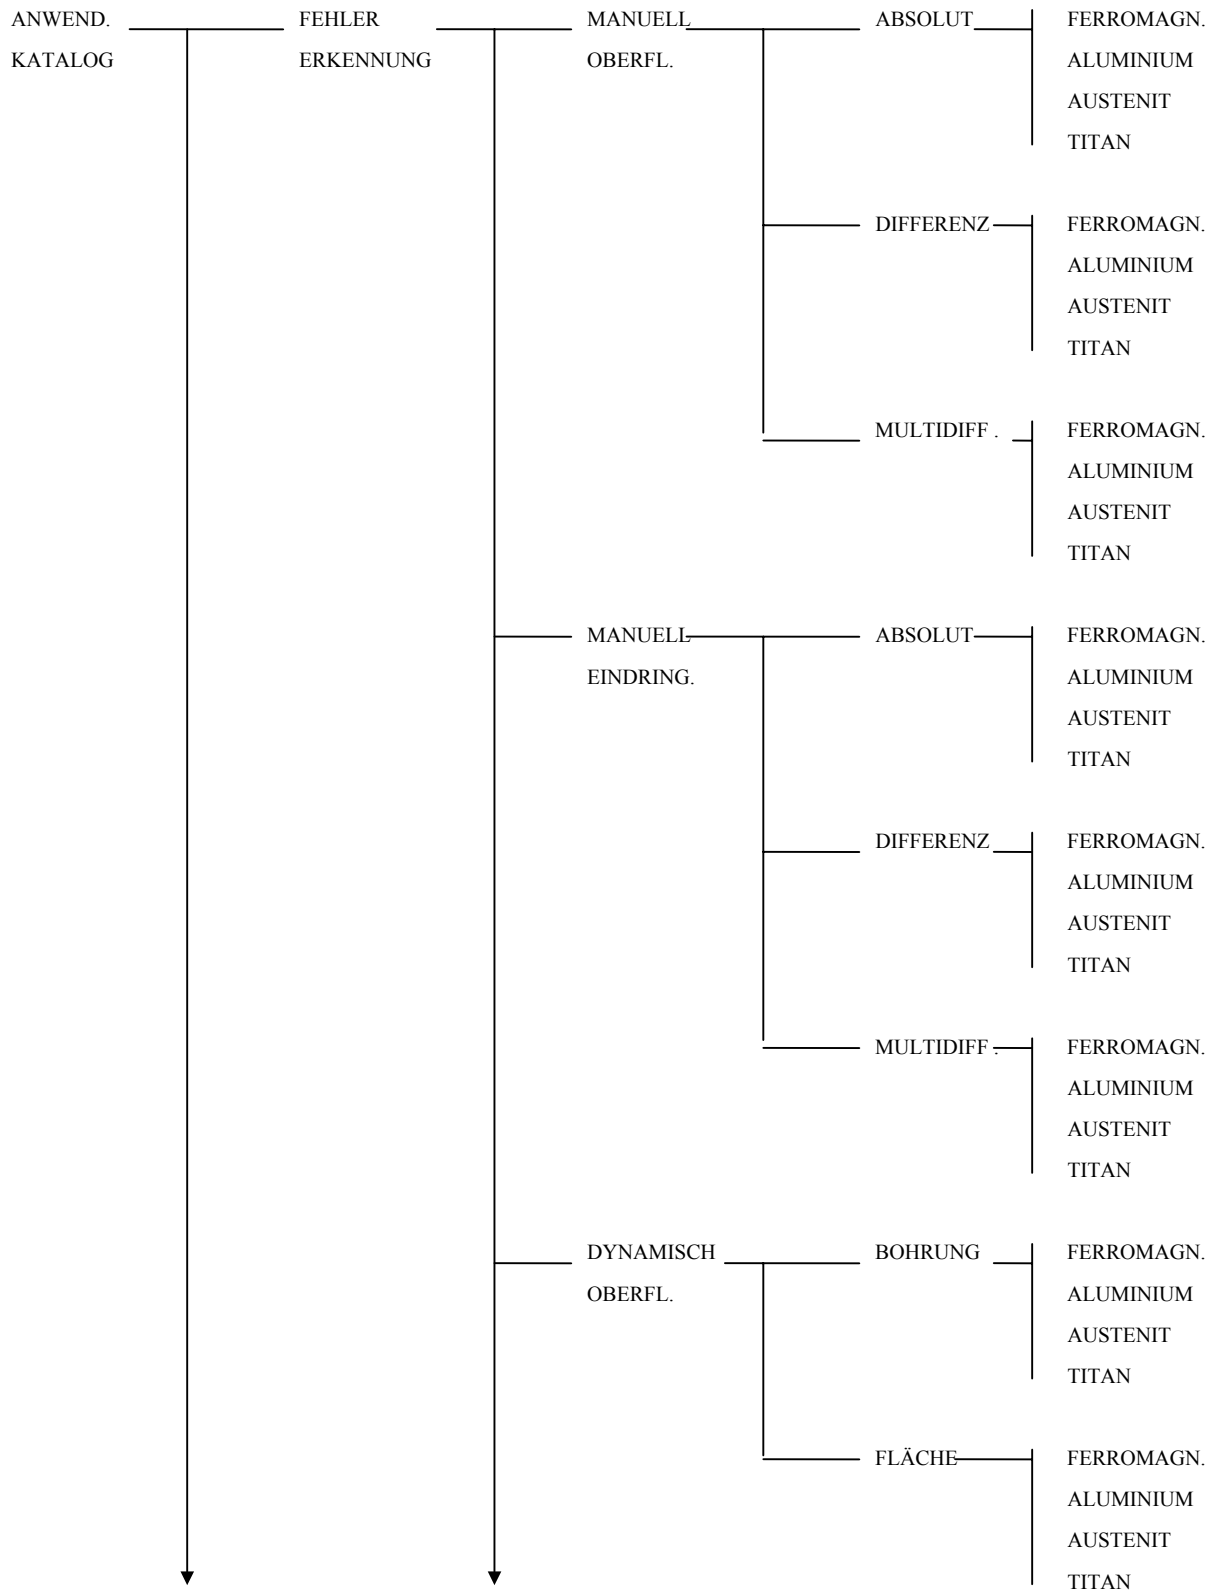 ANWEND. FEHLER MANUELL ABSOLUT FERROMAGN.
KATALOG ERKENNUNG OBERFL. ALUMINIUM
AUSTENIT
TITAN
DIFFERENZ FERROMAGN.
ALUMINIUM
AUSTENIT
TITAN
MULTIDIFF . FERROMAGN.
ALUMINIUM
AUSTENIT
TITAN
MANUELL ABSOLUT FERROMAGN.
EINDRING. ALUMINIUM
AUSTENIT
TITAN
DIFFERENZ FERROMAGN.
ALUMINIUM
AUSTENIT
TITAN
MULTIDIFF . FERROMAGN.
ALUMINIUM
AUSTENIT
TITAN
DYNAMISCH BOHRUNG FERROMAGN.
OBERFL. ALUMINIUM
AUSTENIT
TITAN
FLÄCHE FERROMAGN.
ALUMINIUM
AUSTENIT
TITAN